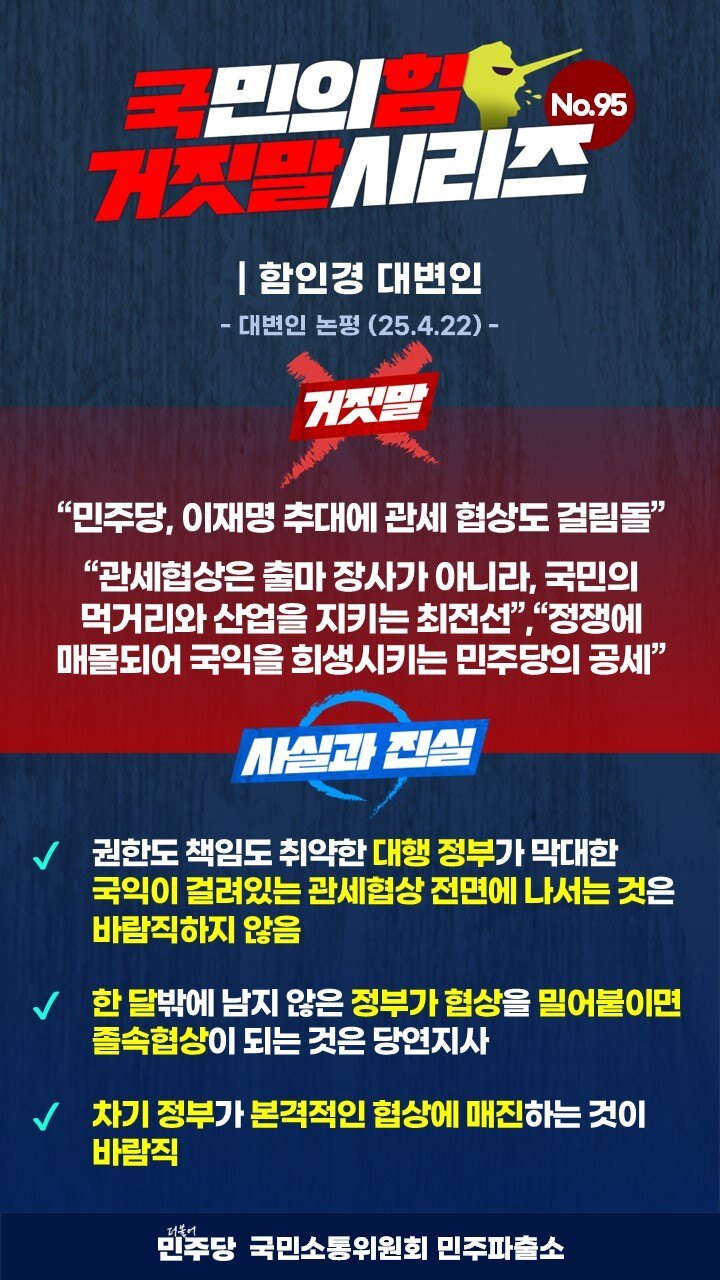 국민의힘
No.95
거짓말시리즈
| 함인경 대변인
- 대변인 논평 (25.4.22) -
거짓말
“민주당, 이재명 추대에 관세 협상도 걸림돌”
“관세협상은 출마 장사가 아니라, 국민의
먹거리와 산업을 지키는 최전선”,“정쟁에
매몰되어 국익을 희생시키는 민주당의 공세”
사실과 진실
✓ 권한도 책임도 취약한 대행 정부가 막대한
국익이 걸려있는 관세협상 전면에 나서는 것은
바람직하지 않음
✓ 한 달밖에 남지 않은 정부가 협상을 밀어붙이면
졸속협상이 되는 것은 당연지사
✓ 차기 정부가 본격적인 협상에 매진하는 것이
바람직
더불어
민주당 국민소통위원회 민주파출소